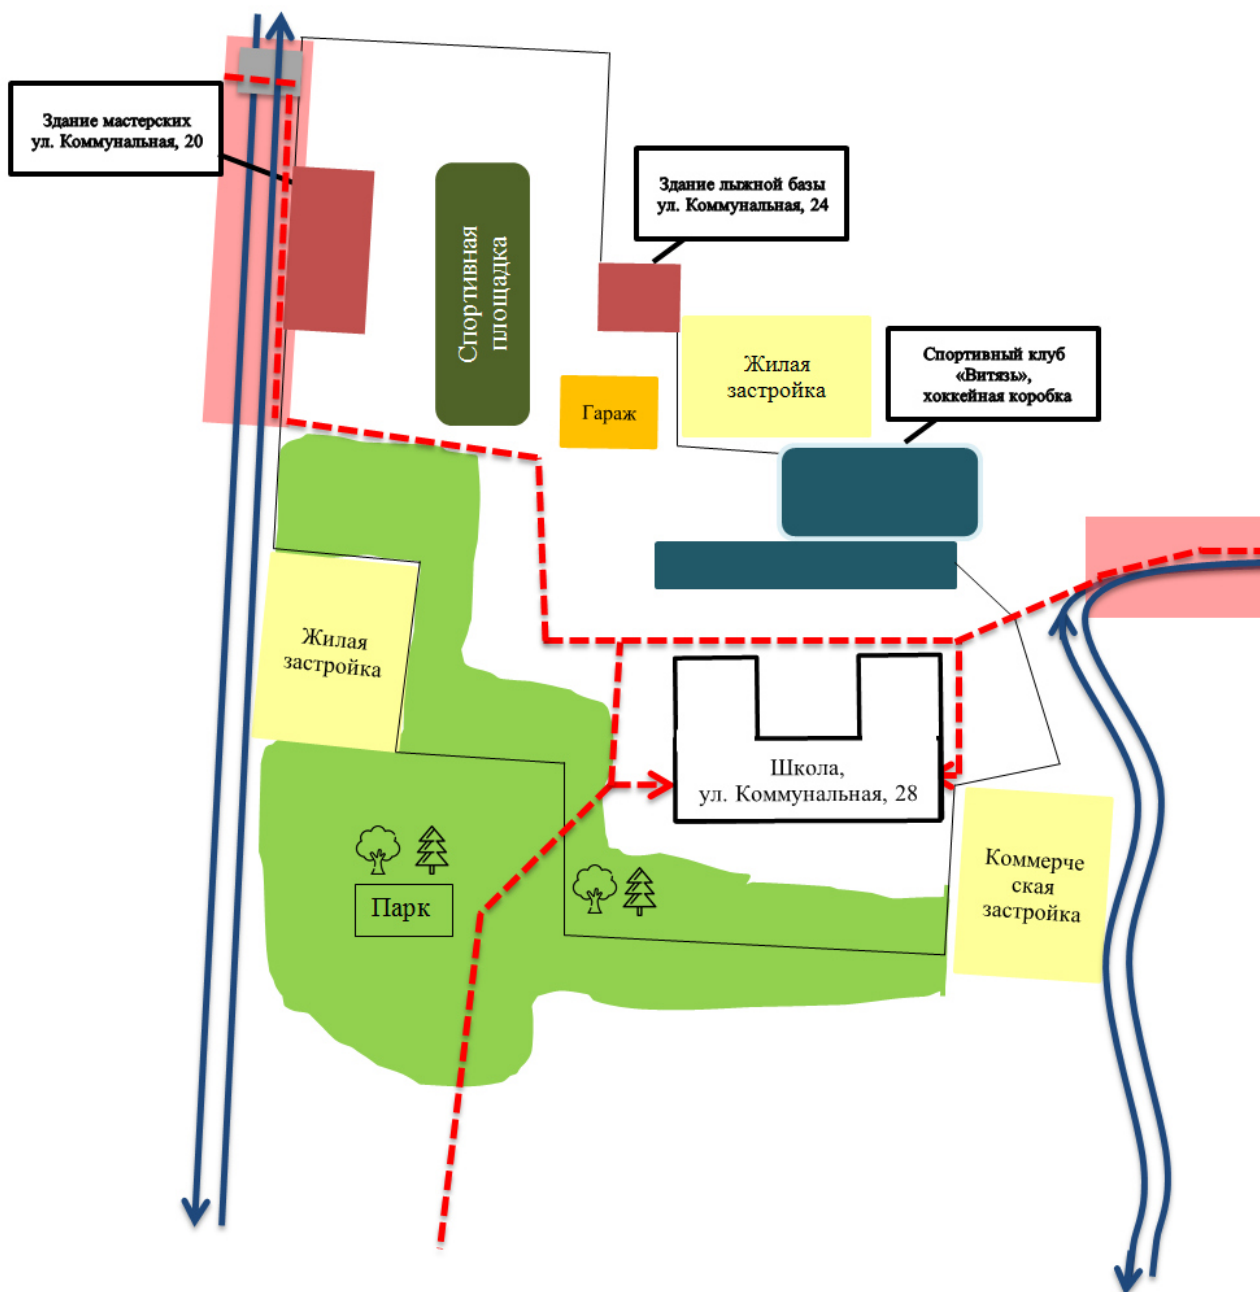 Здание мастерских
ул. Коммунальная, 20
Здание лыжной базы
ул. Коммунальная, 24
Спортивная
площадка
Жилая
застройка
Спортивный клуб
«Витязь»,
хоккейная коробка
Гараж
Жилая
застройка
Школа,
ул. Коммунальная, 28
Коммерче
ская
застройка
Парк